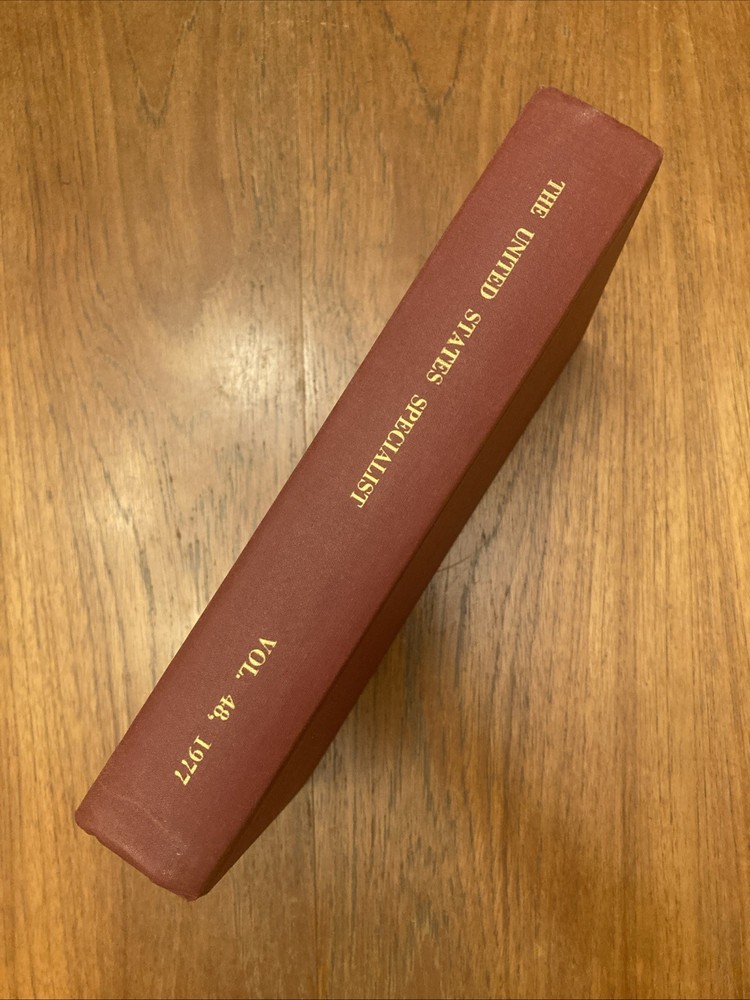 THE UNITED STATES SPECIALIST
VOL. 48, 1977